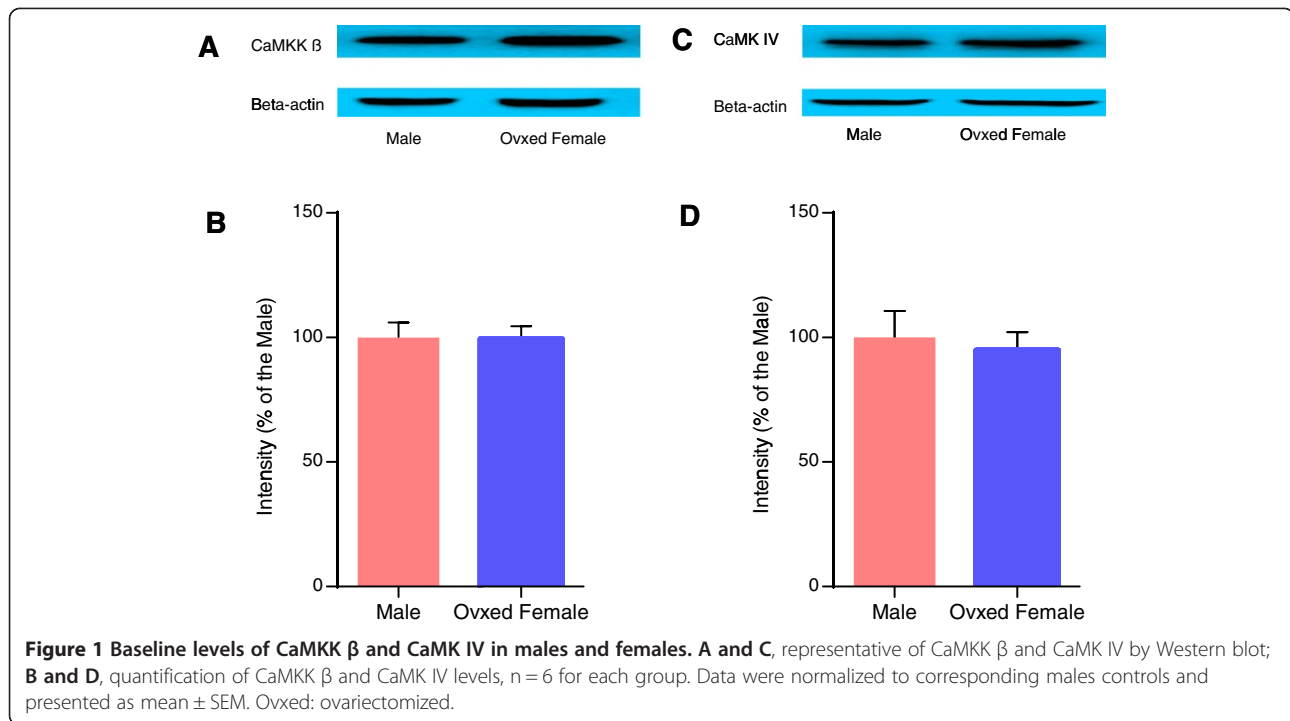 A
CaMKK ß
Beta-actin
Male Ovxed Female
C
CaMK IV
Beta-actin
Male Ovxed Female
B
Intensity (% of the Male)
150
100
50
0
Male Ovxed Female
D
Intensity (% of the Male)
150
100
50
0
Male Ovxed Female
Figure 1 Baseline levels of CaMKK β and CaMK IV in males and females. A and C, representative of CaMKK β and CaMK IV by Western blot;
B and D, quantification of CaMKK β and CaMK IV levels, n = 6 for each group. Data were normalized to corresponding males controls and
presented as mean ± SEM. Ovxed: ovariectomized.